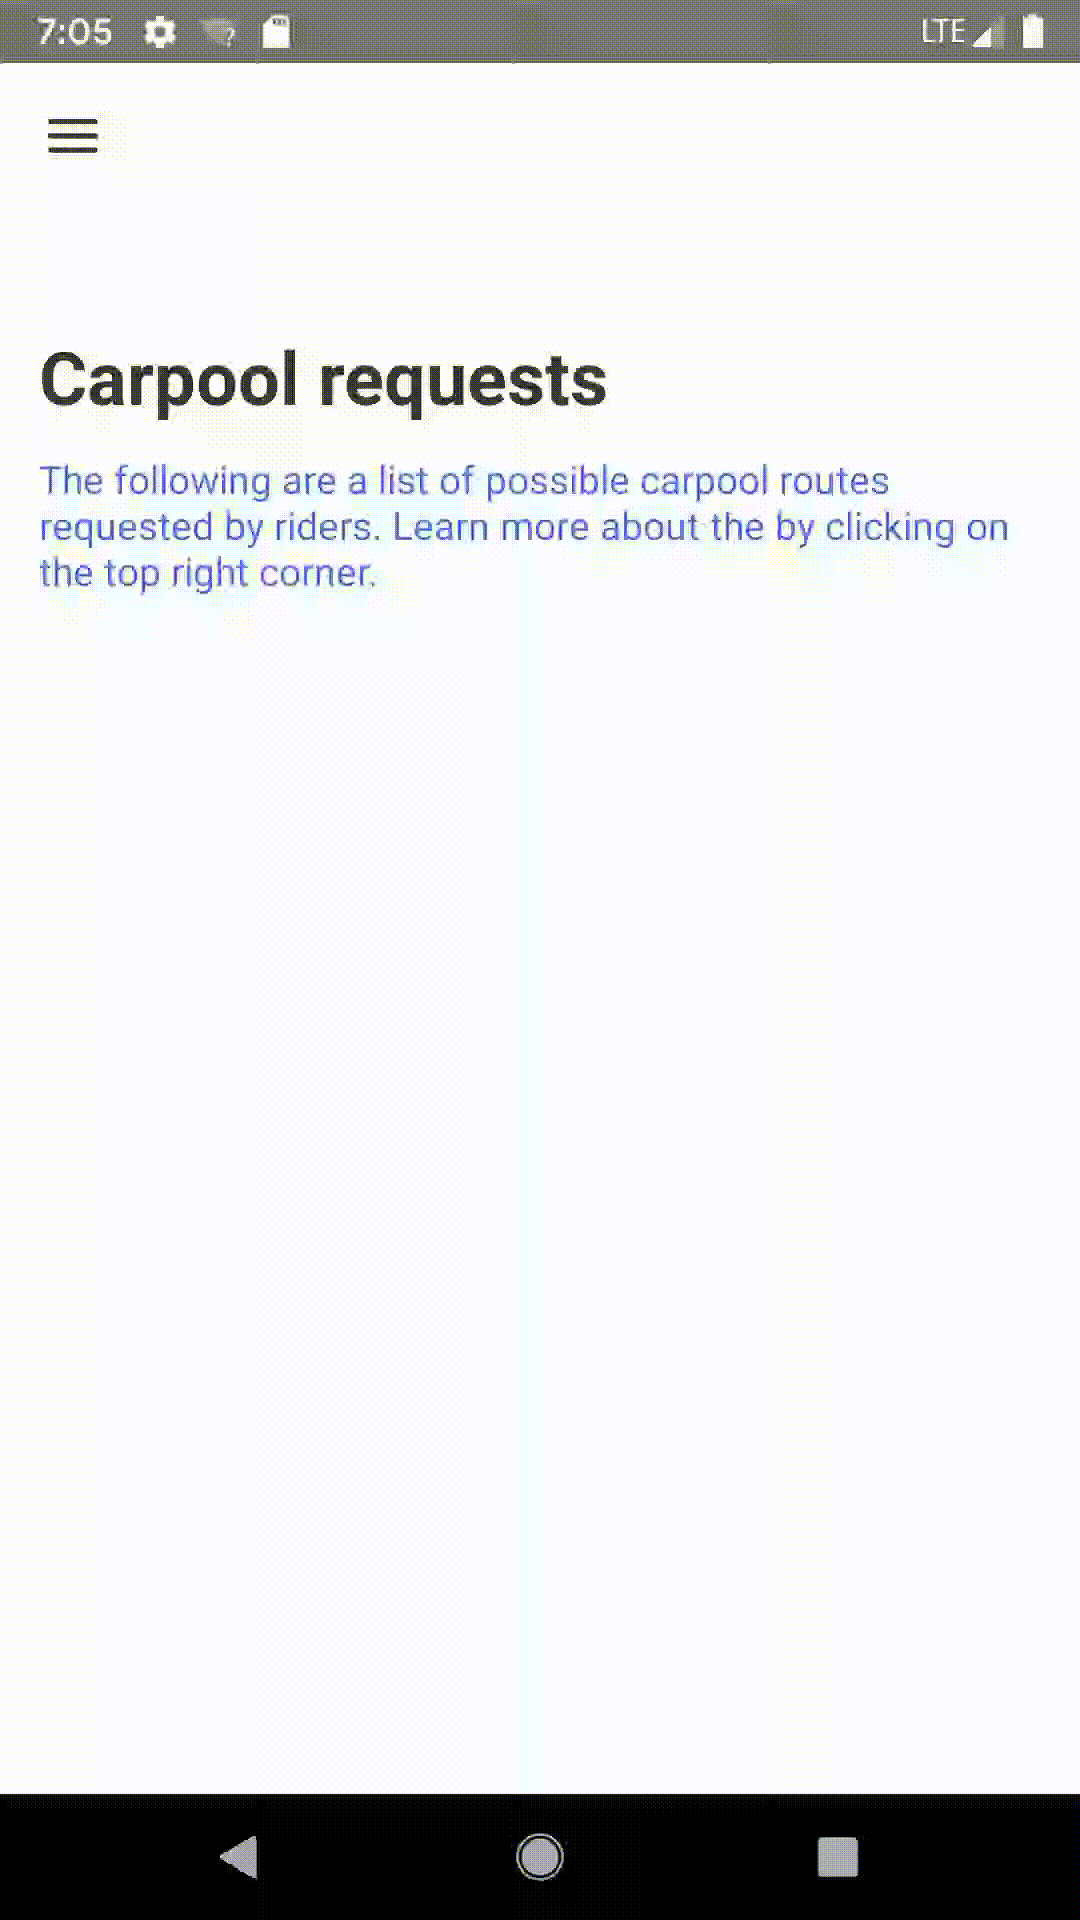 7:05
LTE
Carpool requests
The following are a list of possible carpool routes
requested by riders. Learn more about the by clicking on
the top right corner.